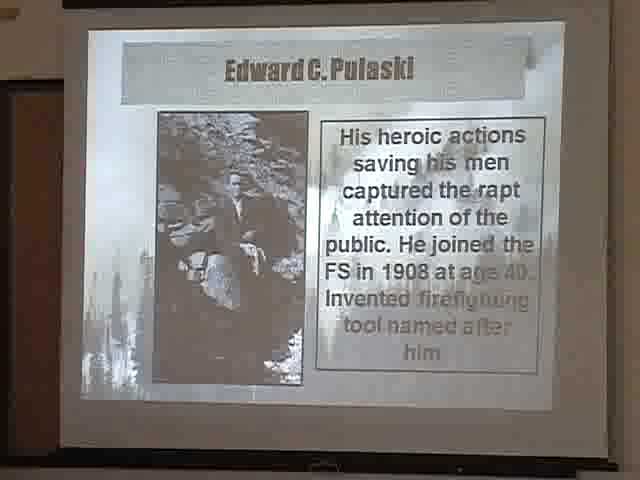 Edward C. Pulaski
His heroic actions
saving his men
captured the rapt
attention of the
public. He joined the
FS in 1908 at age 40.
Invented firefighting
tool named after
him